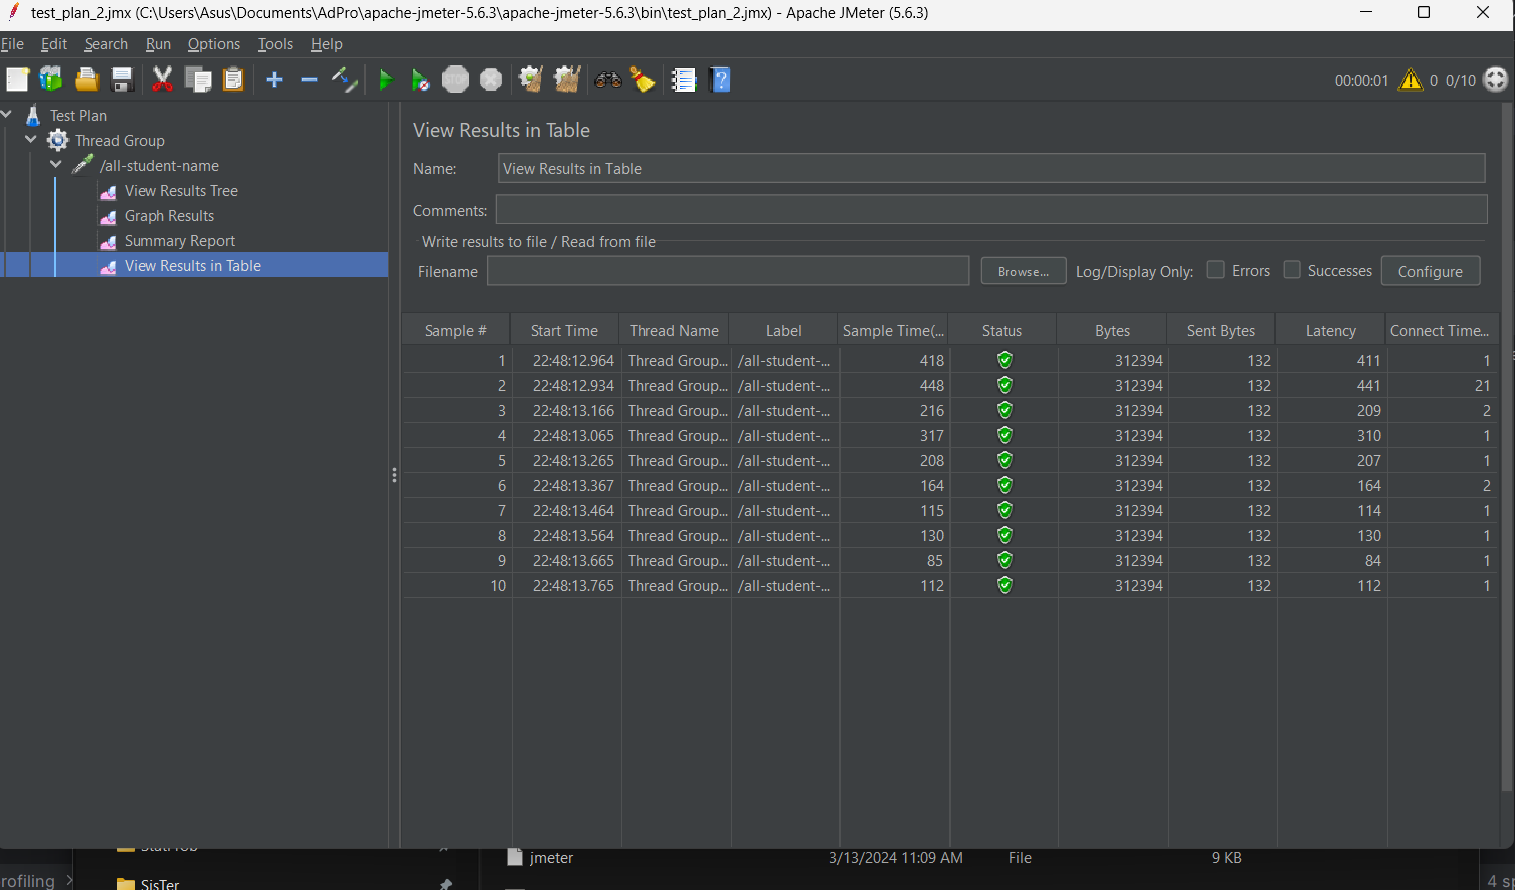 test_plan_2.jmx (C:\Users\Asus\Documents\AdPro\apache-jmeter-5.6.3\apache-jmeter-5.6.3\bin\test_plan_2.jmx) - Apache JMeter (5.6.3)
File Edit Search Run Options Tools Help
STOP 00:00:01 0 0/10
Test Plan
Thread Group
/all-student-name
View Results Tree
Graph Results
Summary Report
View Results in Table
View Results in Table
Name: View Results in Table
Comments:
Write results to file / Read from file
Filename Browse... Log/Display Only: Errors Successes Configure
Sample # Start Time Thread Name Label Sample Time(... Status Bytes Sent Bytes Latency Connect Time...
1 22:48:12.964 Thread Group... /all-student-... 418 312394 132 411 1
2 22:48:12.934 Thread Group... /all-student-... 448 312394 132 441 21
3 22:48:13.166 Thread Group... /all-student-... 216 312394 132 209 2
4 22:48:13.065 Thread Group... /all-student-... 317 312394 132 310 1
5 22:48:13.265 Thread Group... /all-student-... 208 312394 132 207 1
6 22:48:13.367 Thread Group... /all-student-... 164 312394 132 164 2
7 22:48:13.464 Thread Group... /all-student-... 115 312394 132 114 1
8 22:48:13.564 Thread Group... /all-student-... 130 312394 132 130 1
9 22:48:13.665 Thread Group... /all-student-... 85 312394 132 84 1
10 22:48:13.765 Thread Group... /all-student-... 112 312394 132 112 1
jmeter 3/13/2024 11:09 AM File 9 KB
rofiling SisTer 4 sp